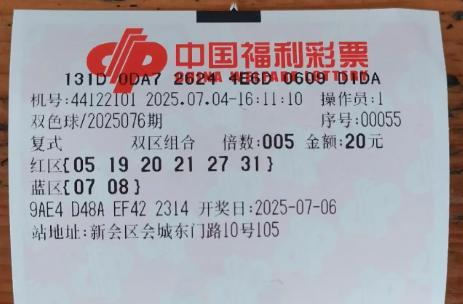 中国福利彩票
CHINA WELFARE LOTTERY
131D 0DA7 2624 4E6D 0609 D1DA
机号:44122101 2025.07.04-16:11:10 操作员:1
双色球/2025076期 序号:00055
复式 双区组合 倍数:005 金额:20元
红区{05 19 20 21 27 31}
蓝区{07 08}
9AE4 D48A EF42 2314 开奖日:2025-07-06
站地址:新会区会城东门路10号105